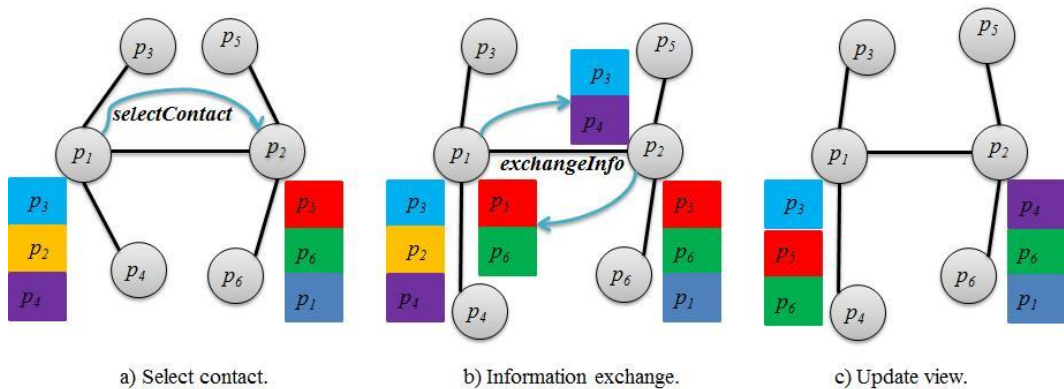 p3 p5
selectContact
p1 p2
p3 p5
p2 p6
p4 p1
p4 p6
a) Select contact.
p3 p5
p3
p4
p1 p2
exchangeInfo
p3 p5 p5
p2 p6 p6
p4 p1
p4 p6
b) Information exchange.
p3 p5
p1 p2
p3 p4
p5 p6
p6 p1
p4 p6
c) Update view.